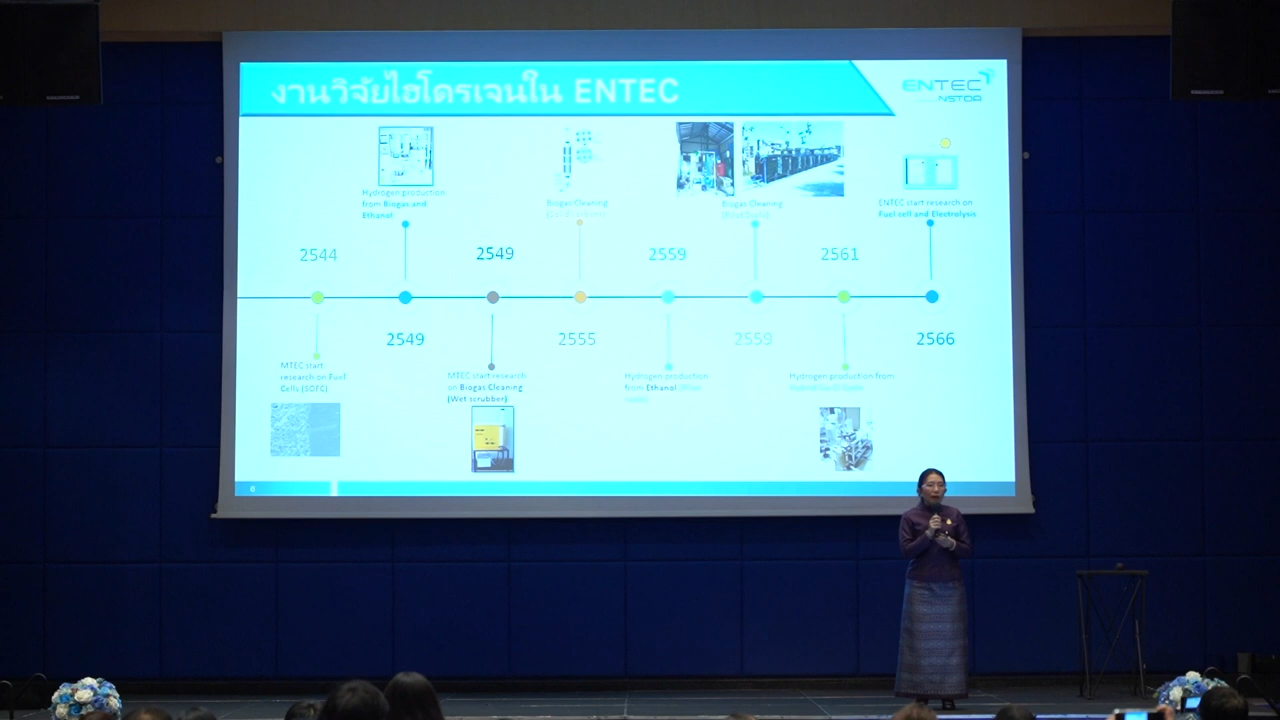 งานวิจัยไฮโดรเจนใน ENTEC
ENTEC
NSTDA
Hydrogen production
from Biogas and
Ethanol
Biogas Cleaning
Biogas Cleaning
ENTEC start research on
Fuel cell and Electrolysis
2544
2549
2559
2561
2549
2555
2559
2566
MTEC start
research on Fuel
Cells (SOFC)
MTEC start research
on Biogas Cleaning
(Wet scrubber)
Hydrogen production
from Ethanol
Hydrogen production from
6